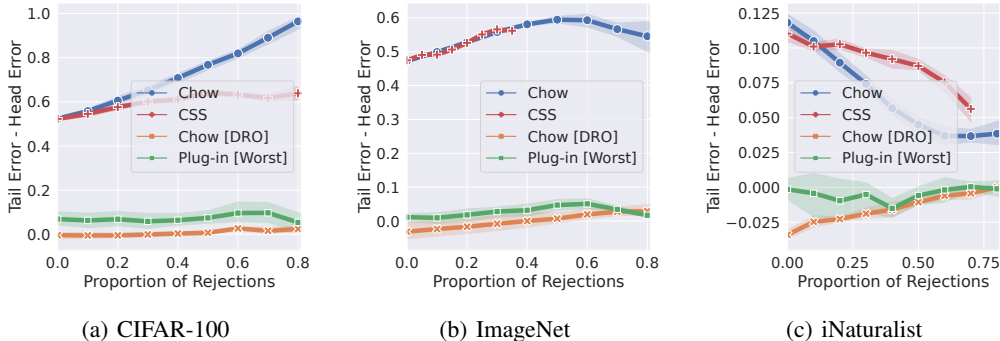 Tail Error - Head Error
1.0
0.8
0.6
0.4
0.2
0.0
Chow
CSS
Chow [DRO]
Plug-in [Worst]
0.0 0.2 0.4 0.6 0.8
Proportion of Rejections
(a) CIFAR-100
Tail Error - Head Error
0.6
0.5
0.4
0.3
0.2
0.1
0.0
Chow
CSS
Chow [DRO]
Plug-in [Worst]
0.0 0.2 0.4 0.6 0.8
Proportion of Rejections
(b) ImageNet
Tail Error - Head Error
0.125
0.100
0.075
0.050
0.025
0.000
−0.025
Chow
CSS
Chow [DRO]
Plug-in [Worst]
0.00 0.25 0.50 0.75
Proportion of Rejections
(c) iNaturalist